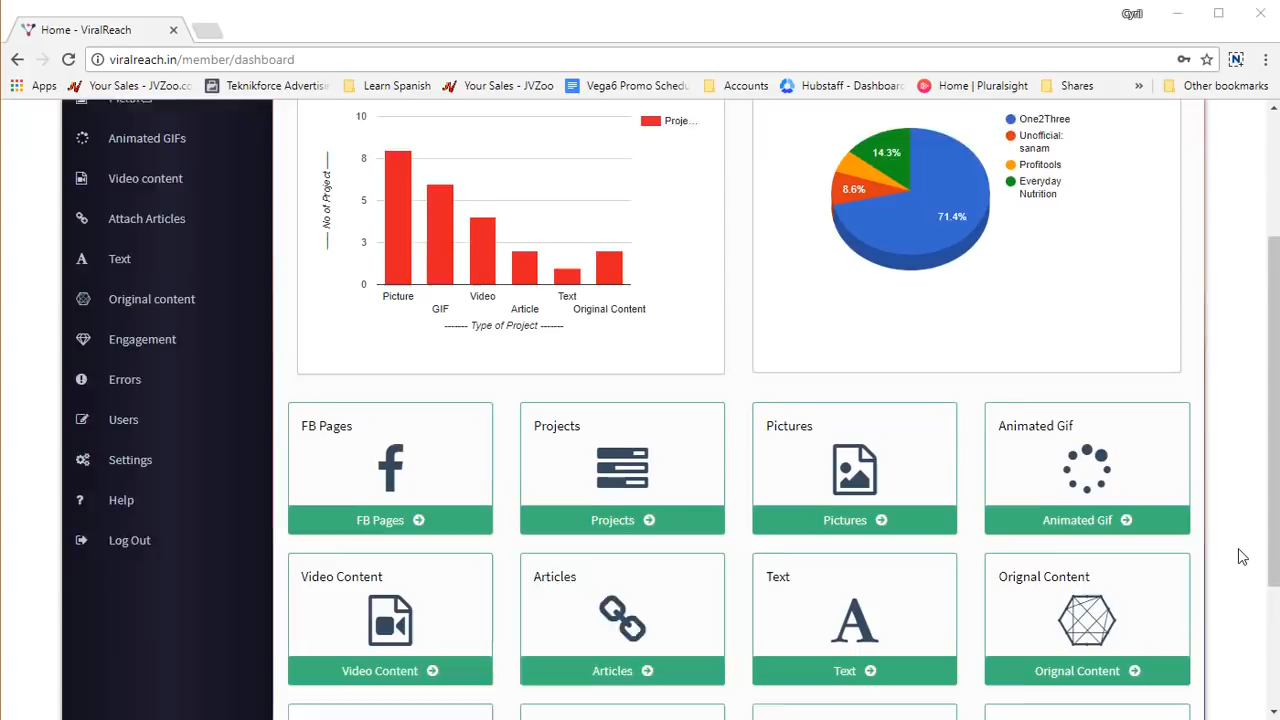 Cyril
Home - ViralReach
viralreach.in/member/dashboard
Apps Your Sales - JVZoo.cc Teknikforce Advertisi Learn Spanish Your Sales - JVZoo Vega6 Promo Schedu Accounts Hubstaff - Dashboard Home | Pluralsight Shares » Other bookmarks
Pictures
Animated GIFs
Video content
Attach Articles
Text
Original content
Engagement
Errors
Users
Settings
Help
Log Out
10
8
5
3
0
---- No of Project ----
Picture
GIF
Video
Article
Text
Original Content
------- Type of Project -------
Proje...
14.3%
8.6%
71.4%
One2Three
Unofficial:
sanam
Profitools
Everyday
Nutrition
FB Pages Projects Pictures Animated Gif
FB Pages Projects Pictures Animated Gif
Video Content Articles Text Orignal Content
A
Video Content Articles Text Orignal Content